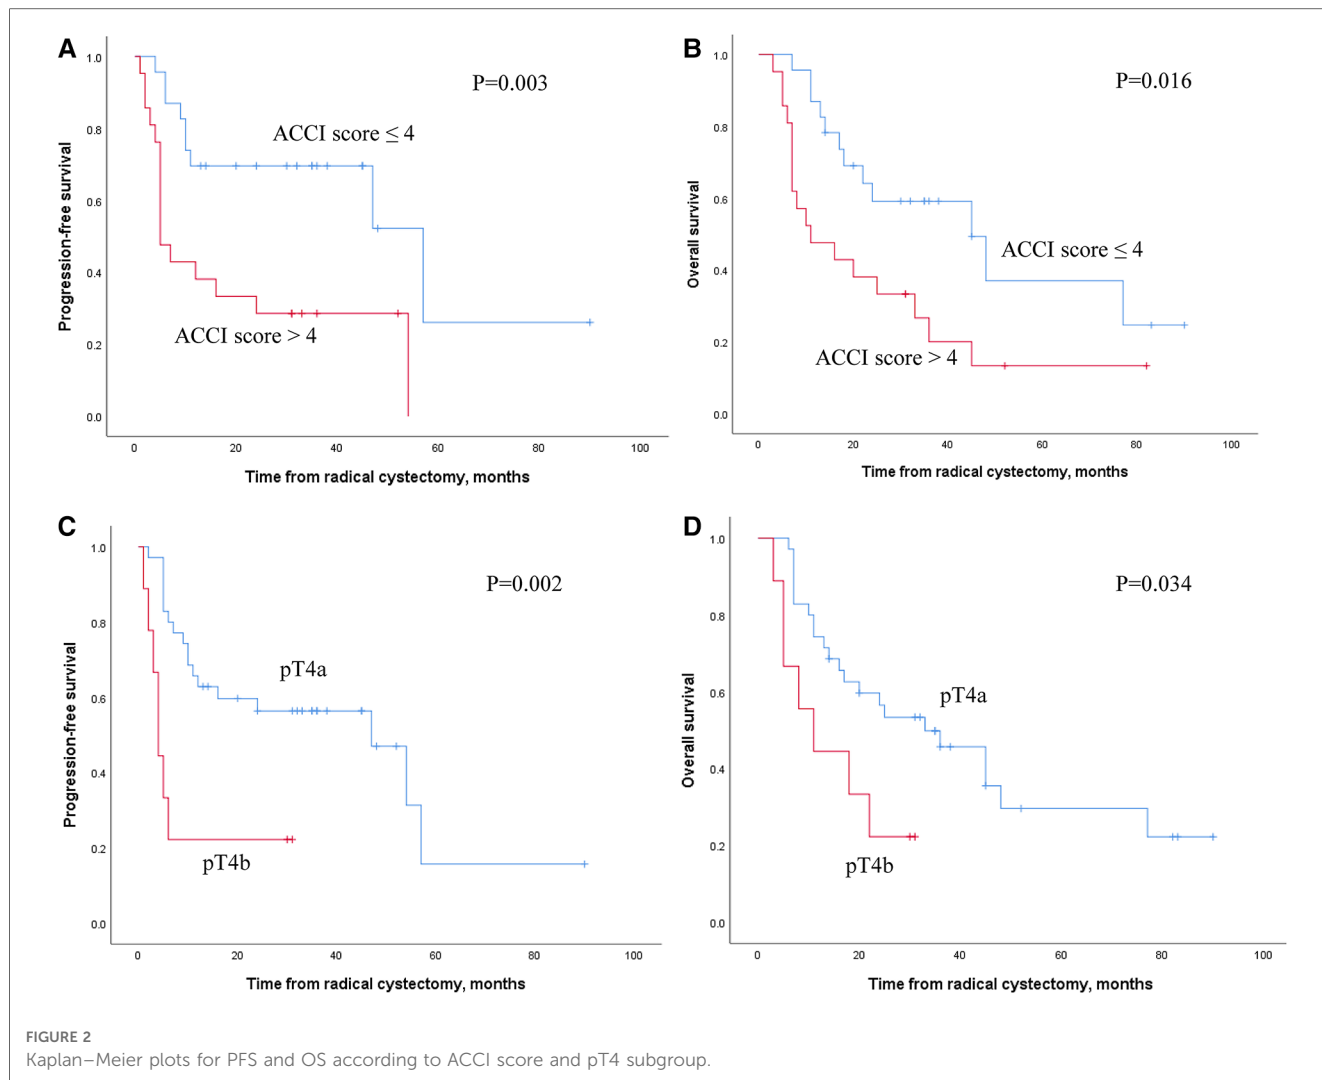 A
P=0.003
ACCI score ≤ 4
ACCI score > 4
Progression-free survival
1.0
0.8
0.6
0.4
0.2
0.0
0 20 40 60 80 100
Time from radical cystectomy, months
B
P=0.016
ACCI score ≤ 4
ACCI score > 4
Overall survival
1.0
0.8
0.6
0.4
0.2
0.0
0 20 40 60 80 100
Time from radical cystectomy, months
C
P=0.002
pT4a
pT4b
Progression-free survival
1.0
0.8
0.6
0.4
0.2
0.0
0 20 40 60 80 100
Time from radical cystectomy, months
D
P=0.034
pT4a
pT4b
Overall survival
1.0
0.8
0.6
0.4
0.2
0.0
0 20 40 60 80 100
Time from radical cystectomy, months
FIGURE 2
Kaplan–Meier plots for PFS and OS according to ACCI score and pT4 subgroup.